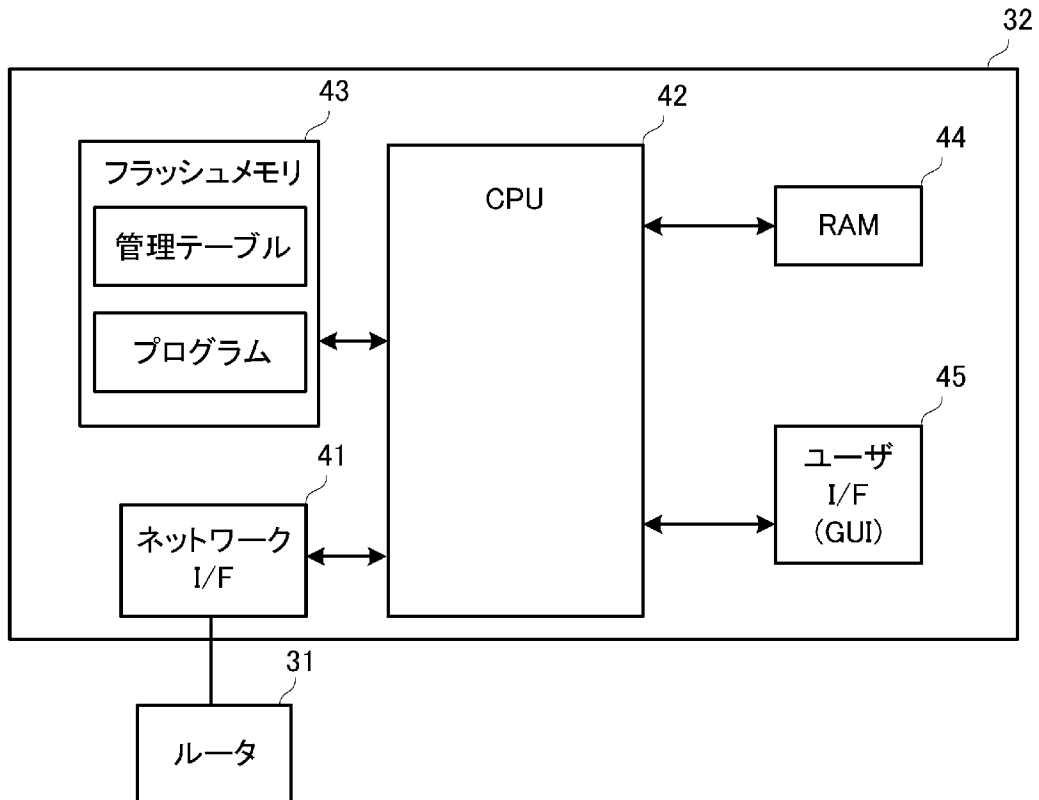 32
43
42
44
フラッシュメモリ
管理テーブル
プログラム
CPU
RAM
45
ユーザ
I/F
(GUI)
41
ネットワーク
I/F
31
ルータ